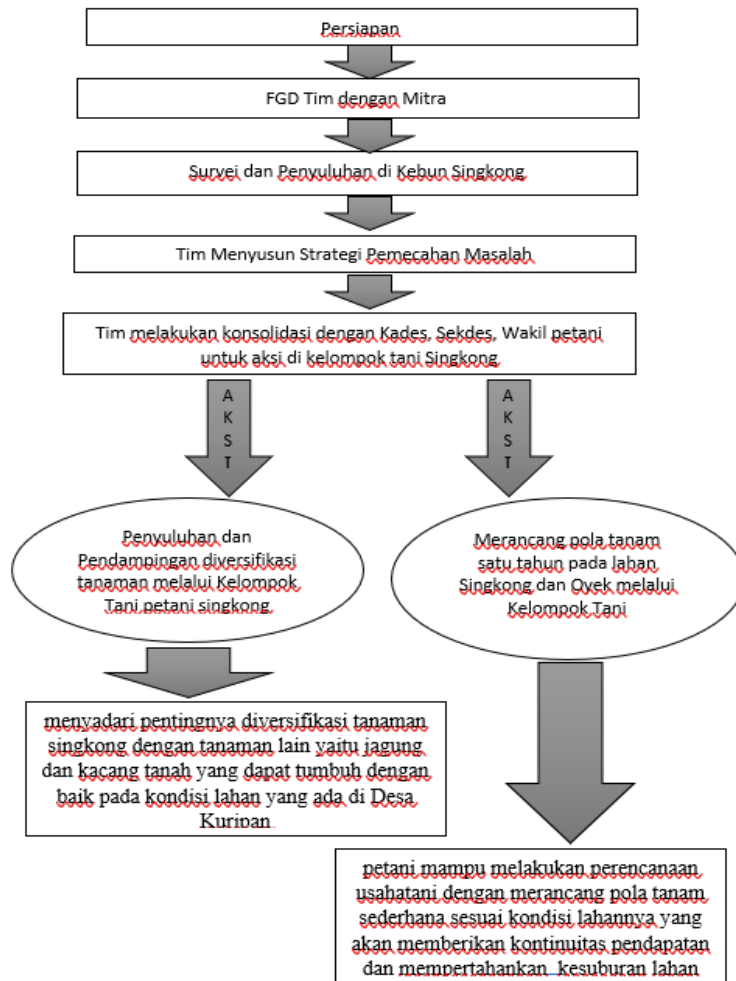 Persiapan
FGD Tim dengan Mitra
Survei dan Penyuluhan di Kebun Singkong
Tim Menyusun Strategi Pemecahan Masalah
Tim melakukan konsolidasi dengan Kades, Sekdes, Wakil petani
untuk aksi di kelompok tani Singkong
A
K
S
T
A
K
S
T
Penyuluhan dan
Pendampingan diversifikasi
tanaman melalui Kelompok
Tani petani singkong
Merancang pola tanam
satu tahun pada lahan
Singkong dan Oyek melalui
Kelompok Tani
menyadari pentingnya diversifikasi tanaman
singkong dengan tanaman lain yaitu jagung
dan kacang tanah yang dapat tumbuh dengan
baik pada kondisi lahan yang ada di Desa
Kuripan
petani mampu melakukan perencanaan
usahatani dengan merancang pola tanam
sederhana sesuai kondisi lahannya yang
akan memberikan kontinuitas pendapatan
dan mempertahankan kesuburan lahan